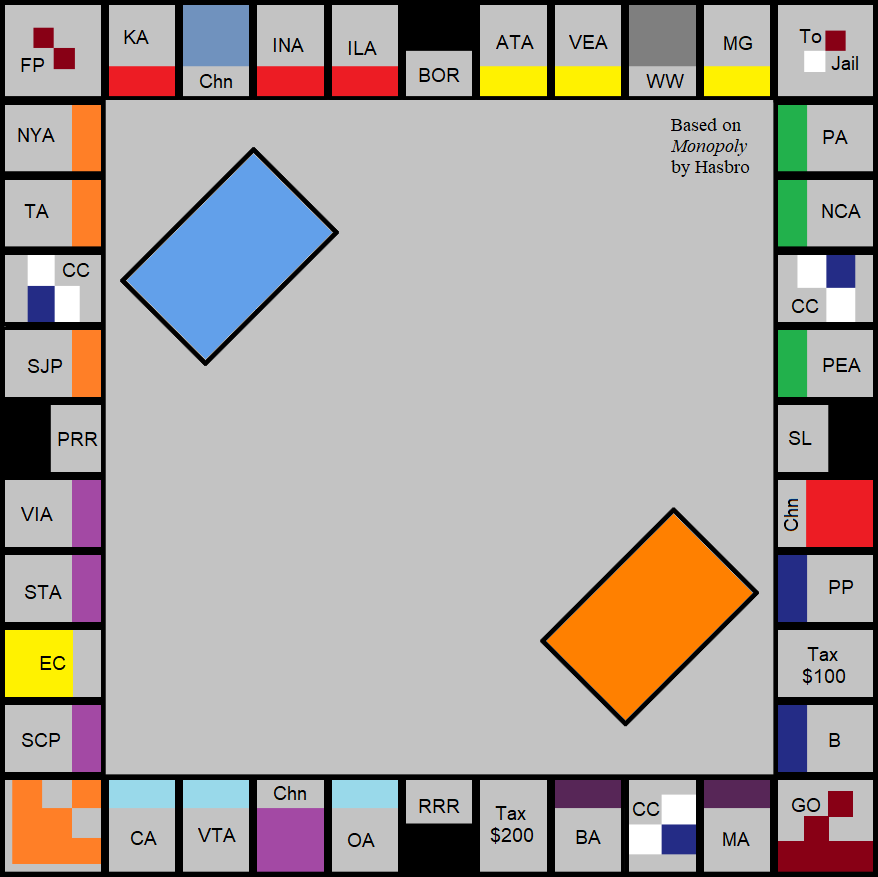 KA
Chn
INA
ILA
BOR
ATA
VEA
WW
MG
To
Jail
FP
Based on
Monopoly
by Hasbro
NYA
PA
TA
NCA
CC
CC
SJP
PEA
PRR
SL
VIA
Chn
STA
PP
EC
Tax
$100
SCP
B
CA
VTA
Chn
OA
RRR
Tax
$200
BA
CC
MA
GO